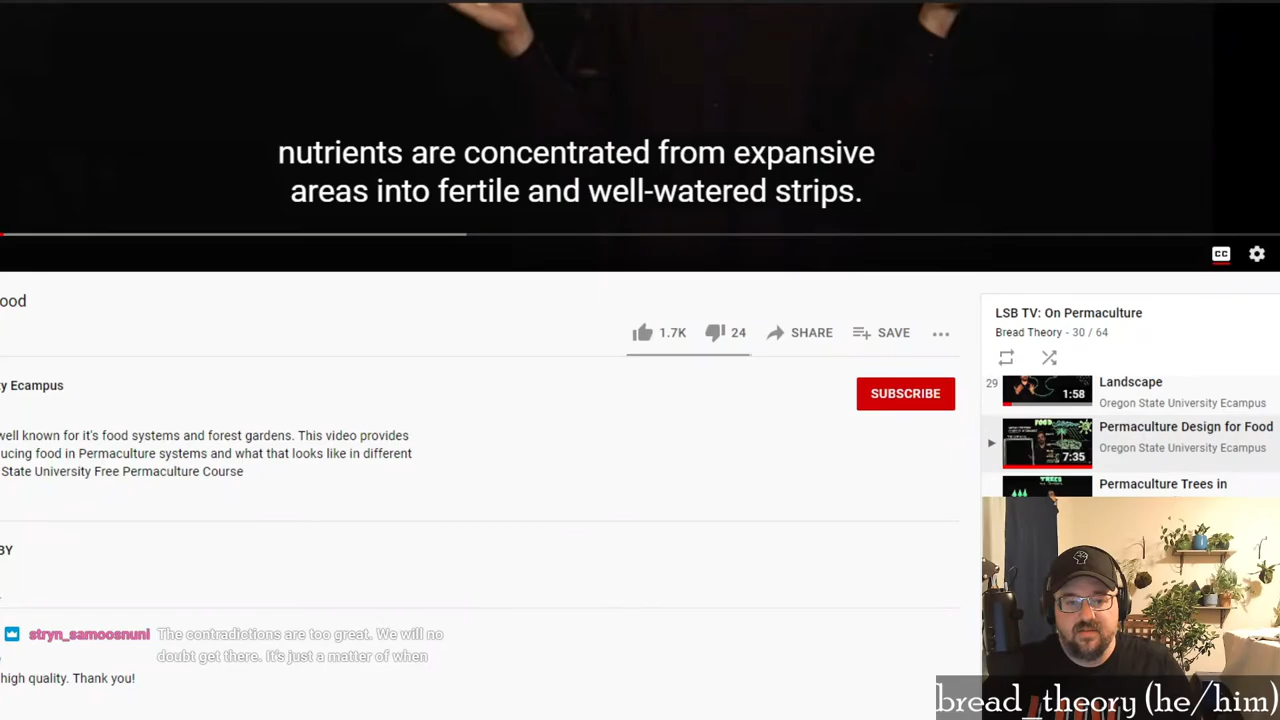 nutrients are concentrated from expansive
areas into fertile and well-watered strips.
CC
ood
1.7K
24
SHARE
SAVE
ty Ecampus
SUBSCRIBE
well known for it's food systems and forest gardens. This video provides
ucing food in Permaculture systems and what that looks like in different
State University Free Permaculture Course
BY
stryn_samoosnuni The contradictions are too great. We will no
doubt get there. It's just a matter of when
high quality. Thank you!
LSB TV: On Permaculture
Bread Theory - 30 / 64
29
1:58
Landscape
Oregon State University Ecampus
FOOD
7:35
Permaculture Design for Food
Oregon State University Ecampus
TREES
Permaculture Trees in
bread_theory (he/him)